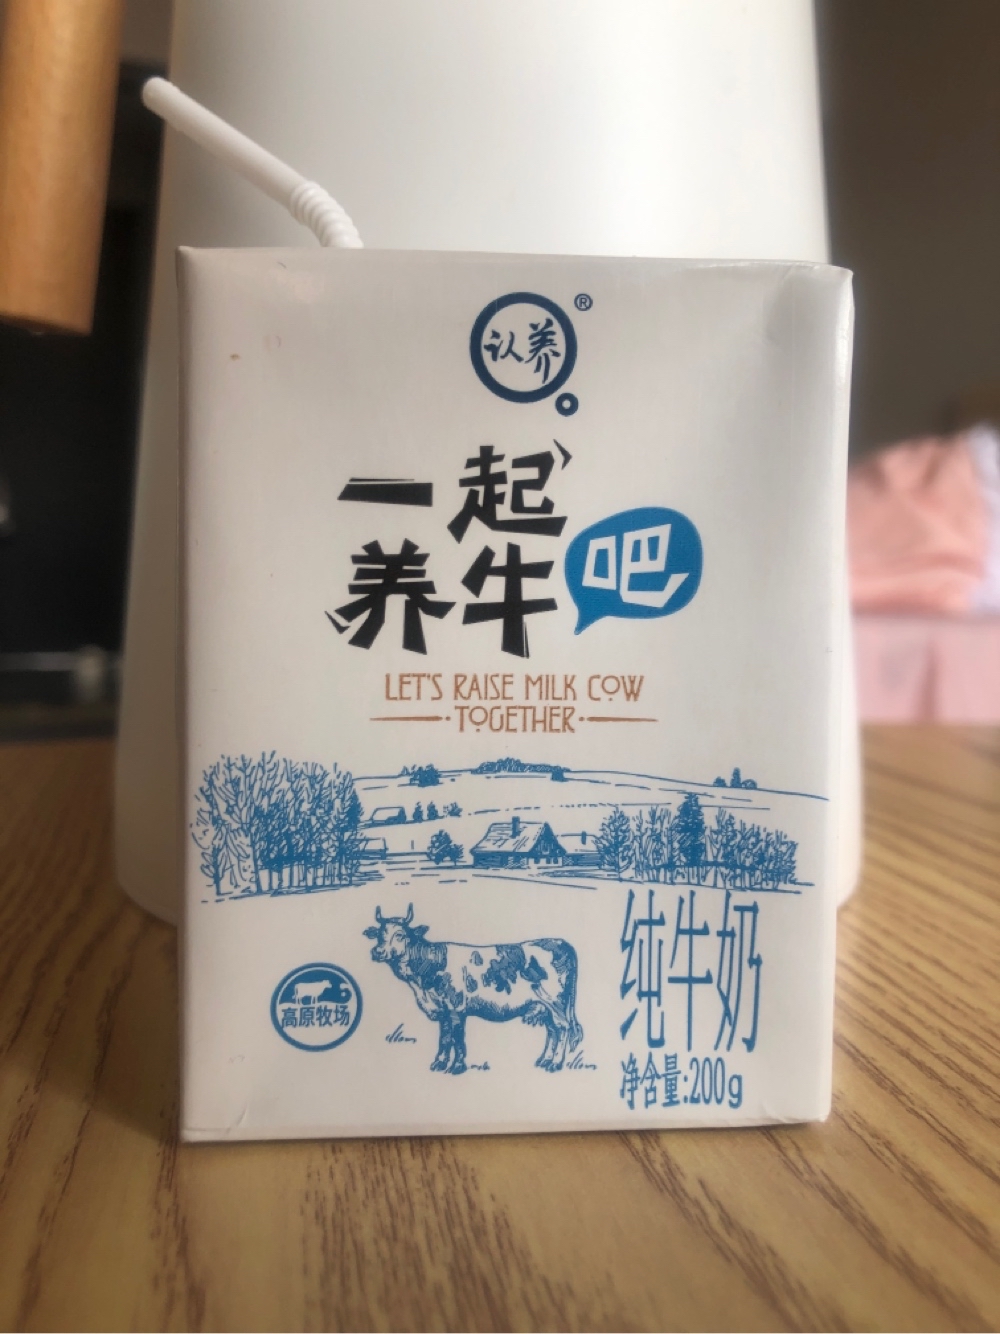 认养
®
一起
养牛吧
LET'S RAISE MILK COW
TOGETHER
高原牧场
纯牛奶
净含量:200g